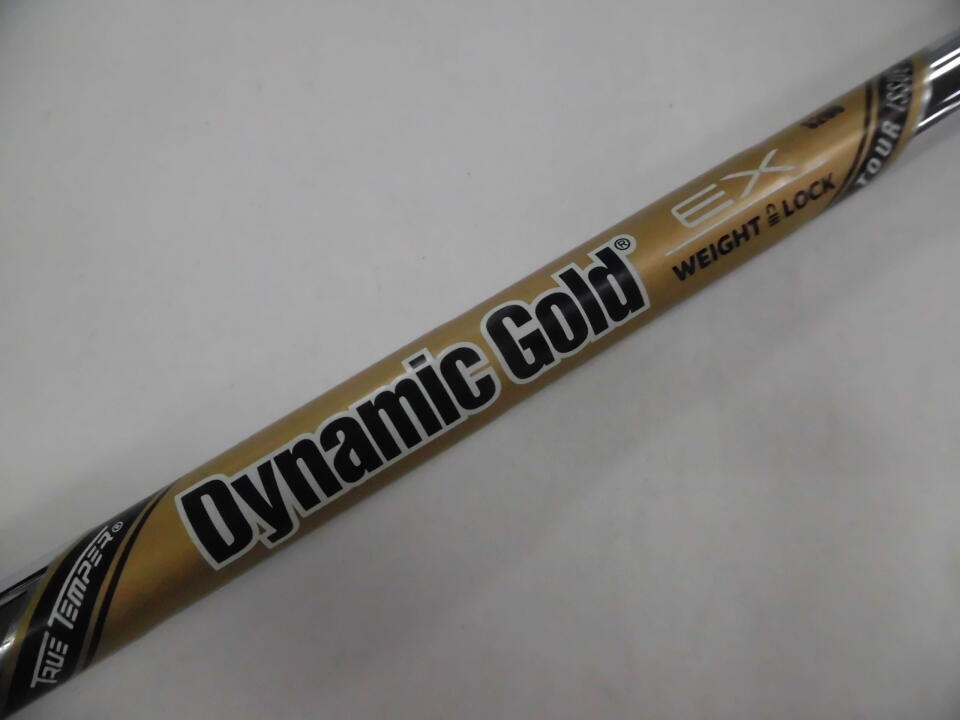 TRUE TEMPER®
Dynamic Gold®
EX
WEIGHT LOCK
TOUR ISSUE